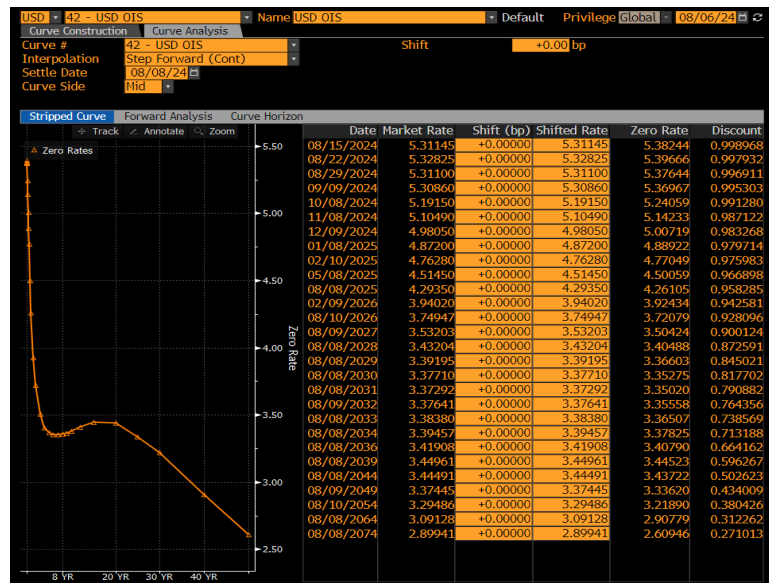 USD 42 - USD OIS Name USD OIS Default Privilege Global 08/06/24
Curve Construction Curve Analysis
Curve # 42 - USD OIS Shift +0.00 bp
Interpolation Step Forward (Cont)
Settle Date 08/08/24
Curve Side Mid
Stripped Curve Forward Analysis Curve Horizon
Track Annotate Zoom
Zero Rates
5.50
5.00
4.50
4.00
3.50
3.00
2.50
Zero Rate
8 YR 20 YR 30 YR 40 YR
Date Market Rate Shift (bp) Shifted Rate Zero Rate Discount
08/15/2024 5.31145 +0.00000 5.31145 5.38244 0.998968
08/22/2024 5.32825 +0.00000 5.32825 5.39666 0.997932
08/29/2024 5.31100 +0.00000 5.31100 5.37644 0.996911
09/09/2024 5.30860 +0.00000 5.30860 5.36967 0.995303
10/08/2024 5.19150 +0.00000 5.19150 5.24059 0.991280
11/08/2024 5.10490 +0.00000 5.10490 5.14233 0.987122
12/09/2024 4.98050 +0.00000 4.98050 5.00719 0.983268
01/08/2025 4.87200 +0.00000 4.87200 4.88922 0.979714
02/10/2025 4.76280 +0.00000 4.76280 4.77049 0.975983
05/08/2025 4.51450 +0.00000 4.51450 4.50059 0.966898
08/08/2025 4.29350 +0.00000 4.29350 4.26105 0.958285
02/09/2026 3.94020 +0.00000 3.94020 3.92434 0.942581
08/10/2026 3.74947 +0.00000 3.74947 3.72079 0.928096
08/09/2027 3.53203 +0.00000 3.53203 3.50424 0.900124
08/08/2028 3.43204 +0.00000 3.43204 3.40488 0.872591
08/08/2029 3.39195 +0.00000 3.39195 3.36603 0.845021
08/08/2030 3.37710 +0.00000 3.37710 3.35275 0.817702
08/08/2031 3.37292 +0.00000 3.37292 3.35020 0.790882
08/09/2032 3.37641 +0.00000 3.37641 3.35558 0.764356
08/08/2033 3.38380 +0.00000 3.38380 3.36507 0.738569
08/08/2034 3.39457 +0.00000 3.39457 3.37825 0.713188
08/08/2036 3.41908 +0.00000 3.41908 3.40790 0.664162
08/08/2039 3.44961 +0.00000 3.44961 3.44523 0.596267
08/08/2044 3.44491 +0.00000 3.44491 3.43722 0.502623
08/09/2049 3.37445 +0.00000 3.37445 3.33620 0.434009
08/10/2054 3.29486 +0.00000 3.29486 3.21890 0.380426
08/08/2064 3.09128 +0.00000 3.09128 2.90779 0.312262
08/08/2074 2.89941 +0.00000 2.89941 2.60946 0.271013